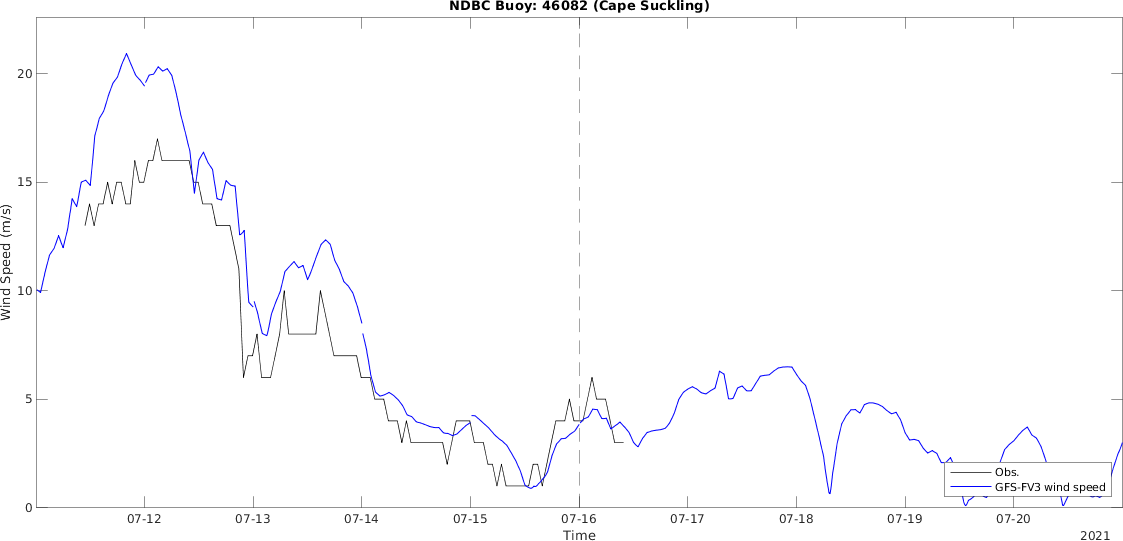 NDBC Buoy: 46082 (Cape Suckling)
20
15
10
5
0
Wind Speed (m/s)
07-12 07-13 07-14 07-15 07-16 07-17 07-18 07-19 07-20
Time
2021
Obs.
GFS-FV3 wind speed